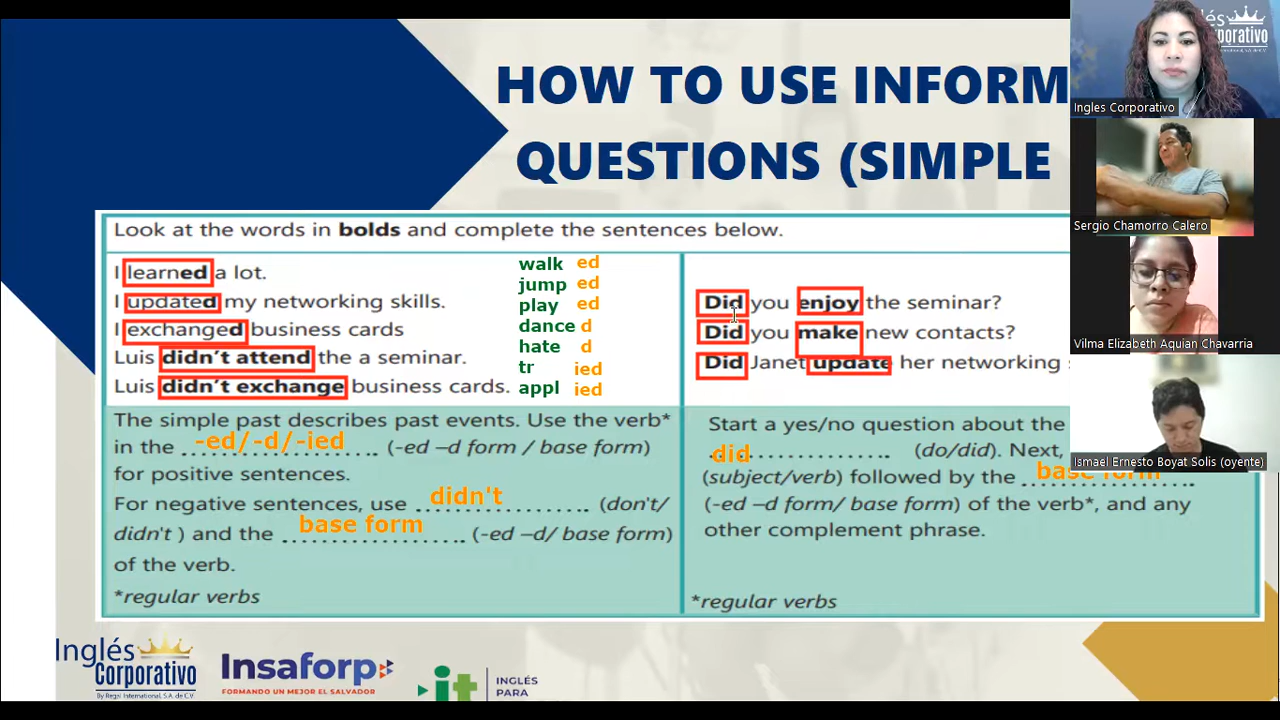 HOW TO USE INFORM
QUESTIONS (SIMPLE
Look at the words in bolds and complete the sentences below.
I learned a lot.
I updated my networking skills.
I exchanged business cards
Luis didn't attend the a seminar.
Luis didn't exchange business cards.
walk ed
jump ed
play ed
dance d
hate d
tr ied
appl ied
Did you enjoy the seminar?
Did you make new contacts?
Did Janet update her networking
The simple past describes past events. Use the verb*
in the -ed/-d/-ied (-ed –d form / base form)
for positive sentences.
For negative sentences, use didn't (don't/
didn't ) and the base form (-ed –d/ base form)
of the verb.
*regular verbs
Start a yes/no question about the
did (do/did). Next,
(subject/verb) followed by the base form
(-ed –d form/ base form) of the verb*, and any
other complement phrase.
*regular verbs
Inglés
Corporativo
By Regal International, S.A. de C.V.
Insaforp
FORMANDO UN MEJOR EL SALVADOR
it
INGLÉS
PARA
lés
orporativo
Ingles Corporativo
Sergio Chamorro Calero
Vilma Elizabeth Aquian Chavarria
Ismael Ernesto Boyat Solis (oyente)